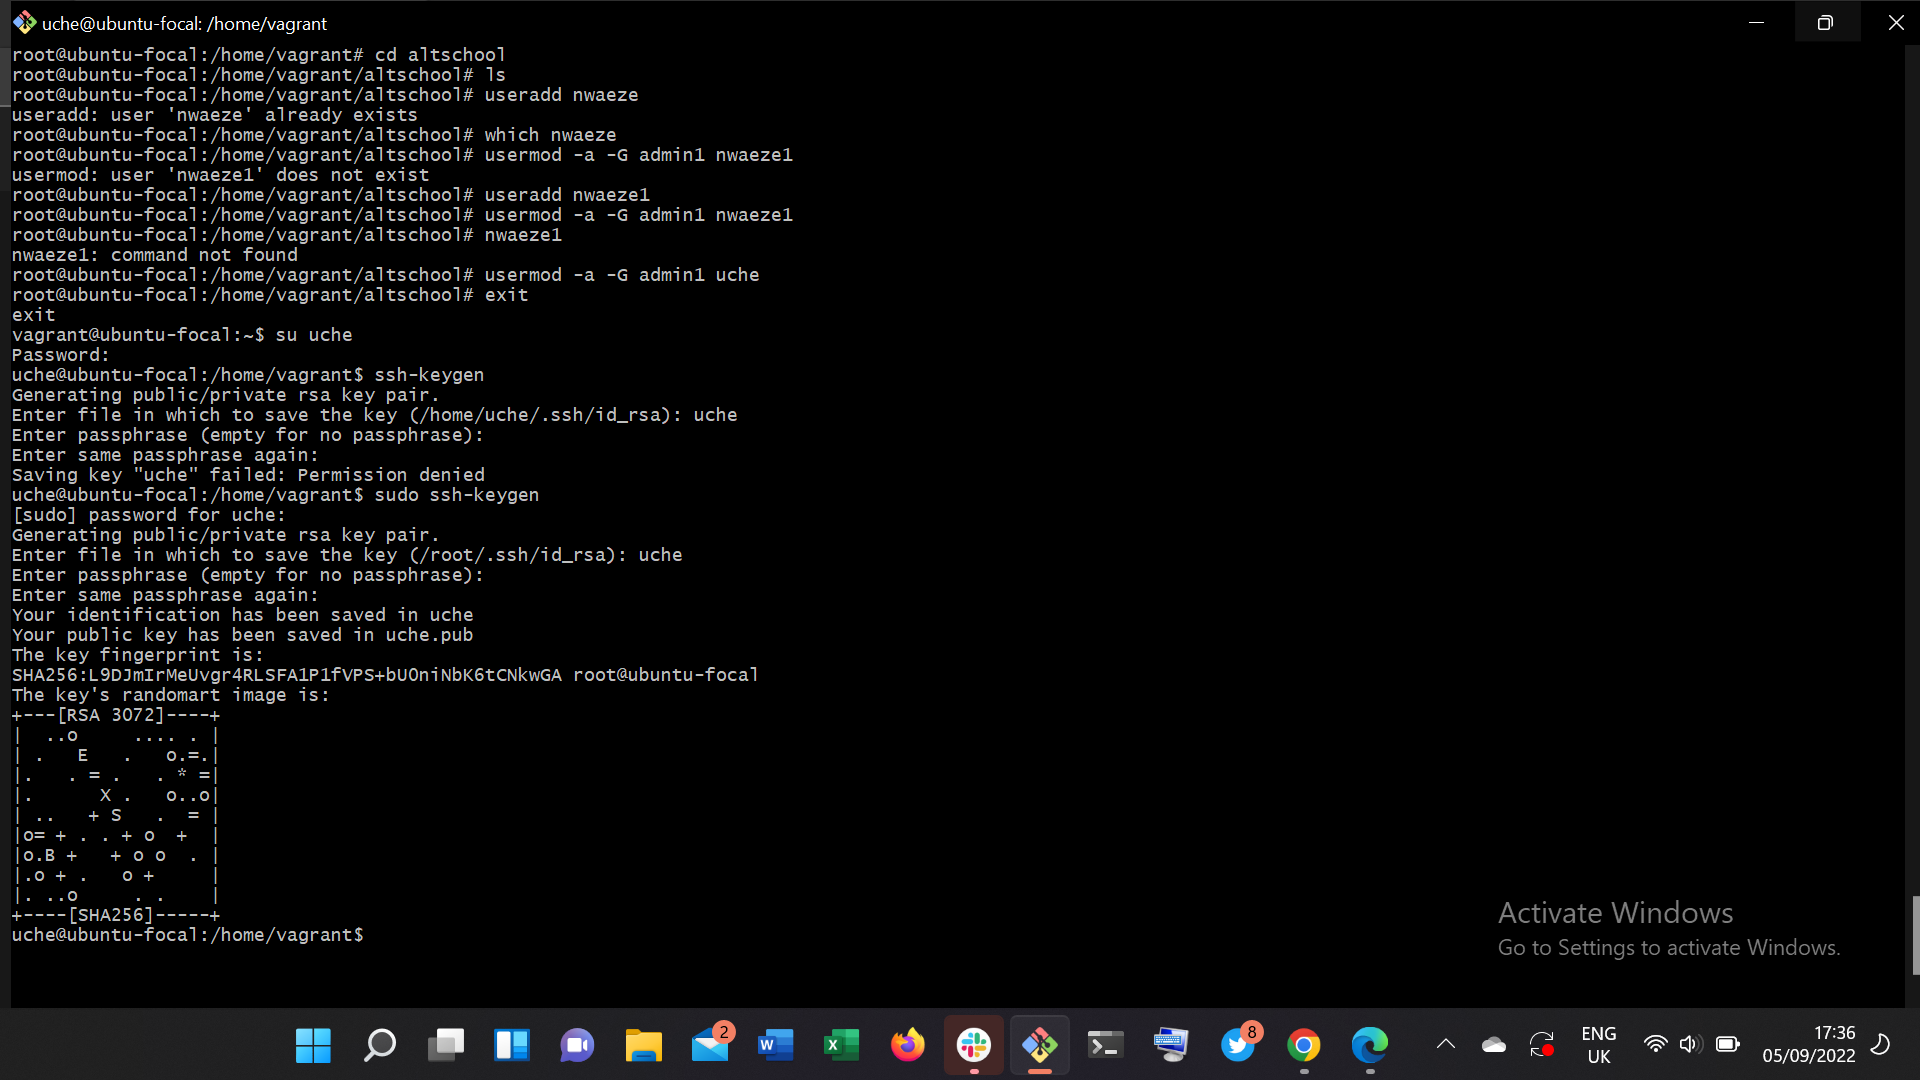 uche@ubuntu-focal: /home/vagrant
root@ubuntu-focal:/home/vagrant# cd altschool
root@ubuntu-focal:/home/vagrant/altschool# ls
root@ubuntu-focal:/home/vagrant/altschool# useradd nwaeze
useradd: user 'nwaeze' already exists
root@ubuntu-focal:/home/vagrant/altschool# which nwaeze
root@ubuntu-focal:/home/vagrant/altschool# usermod -a -G admin1 nwaeze1
usermod: user 'nwaeze1' does not exist
root@ubuntu-focal:/home/vagrant/altschool# useradd nwaeze1
root@ubuntu-focal:/home/vagrant/altschool# usermod -a -G admin1 nwaeze1
root@ubuntu-focal:/home/vagrant/altschool# nwaeze1
nwaeze1: command not found
root@ubuntu-focal:/home/vagrant/altschool# usermod -a -G admin1 uche
root@ubuntu-focal:/home/vagrant/altschool# exit
exit
vagrant@ubuntu-focal:~$ su uche
Password:
uche@ubuntu-focal:/home/vagrant$ ssh-keygen
Generating public/private rsa key pair.
Enter file in which to save the key (/home/uche/.ssh/id_rsa): uche
Enter passphrase (empty for no passphrase):
Enter same passphrase again:
Saving key "uche" failed: Permission denied
uche@ubuntu-focal:/home/vagrant$ sudo ssh-keygen
[sudo] password for uche:
Generating public/private rsa key pair.
Enter file in which to save the key (/root/.ssh/id_rsa): uche
Enter passphrase (empty for no passphrase):
Enter same passphrase again:
Your identification has been saved in uche
Your public key has been saved in uche.pub
The key fingerprint is:
SHA256:L9DJmIrMeUvgr4RLSFA1P1fVPS+bU0niNbK6tCNkwGA root@ubuntu-focal
The key's randomart image is:
+---[RSA 3072]----+
|  ..o     .... . |
| .   E   .   o.=.|
|.   . = .   . * =|
|.      X .   o..o|
| ..   + S   .  = |
|o= + . . + o  +  |
|o.B +   + o o  . |
|.o + .   o +     |
|. ..o     . .    |
+----[SHA256]-----+
uche@ubuntu-focal:/home/vagrant$
Activate Windows
Go to Settings to activate Windows.
2
8
ENG
UK
17:36
05/09/2022